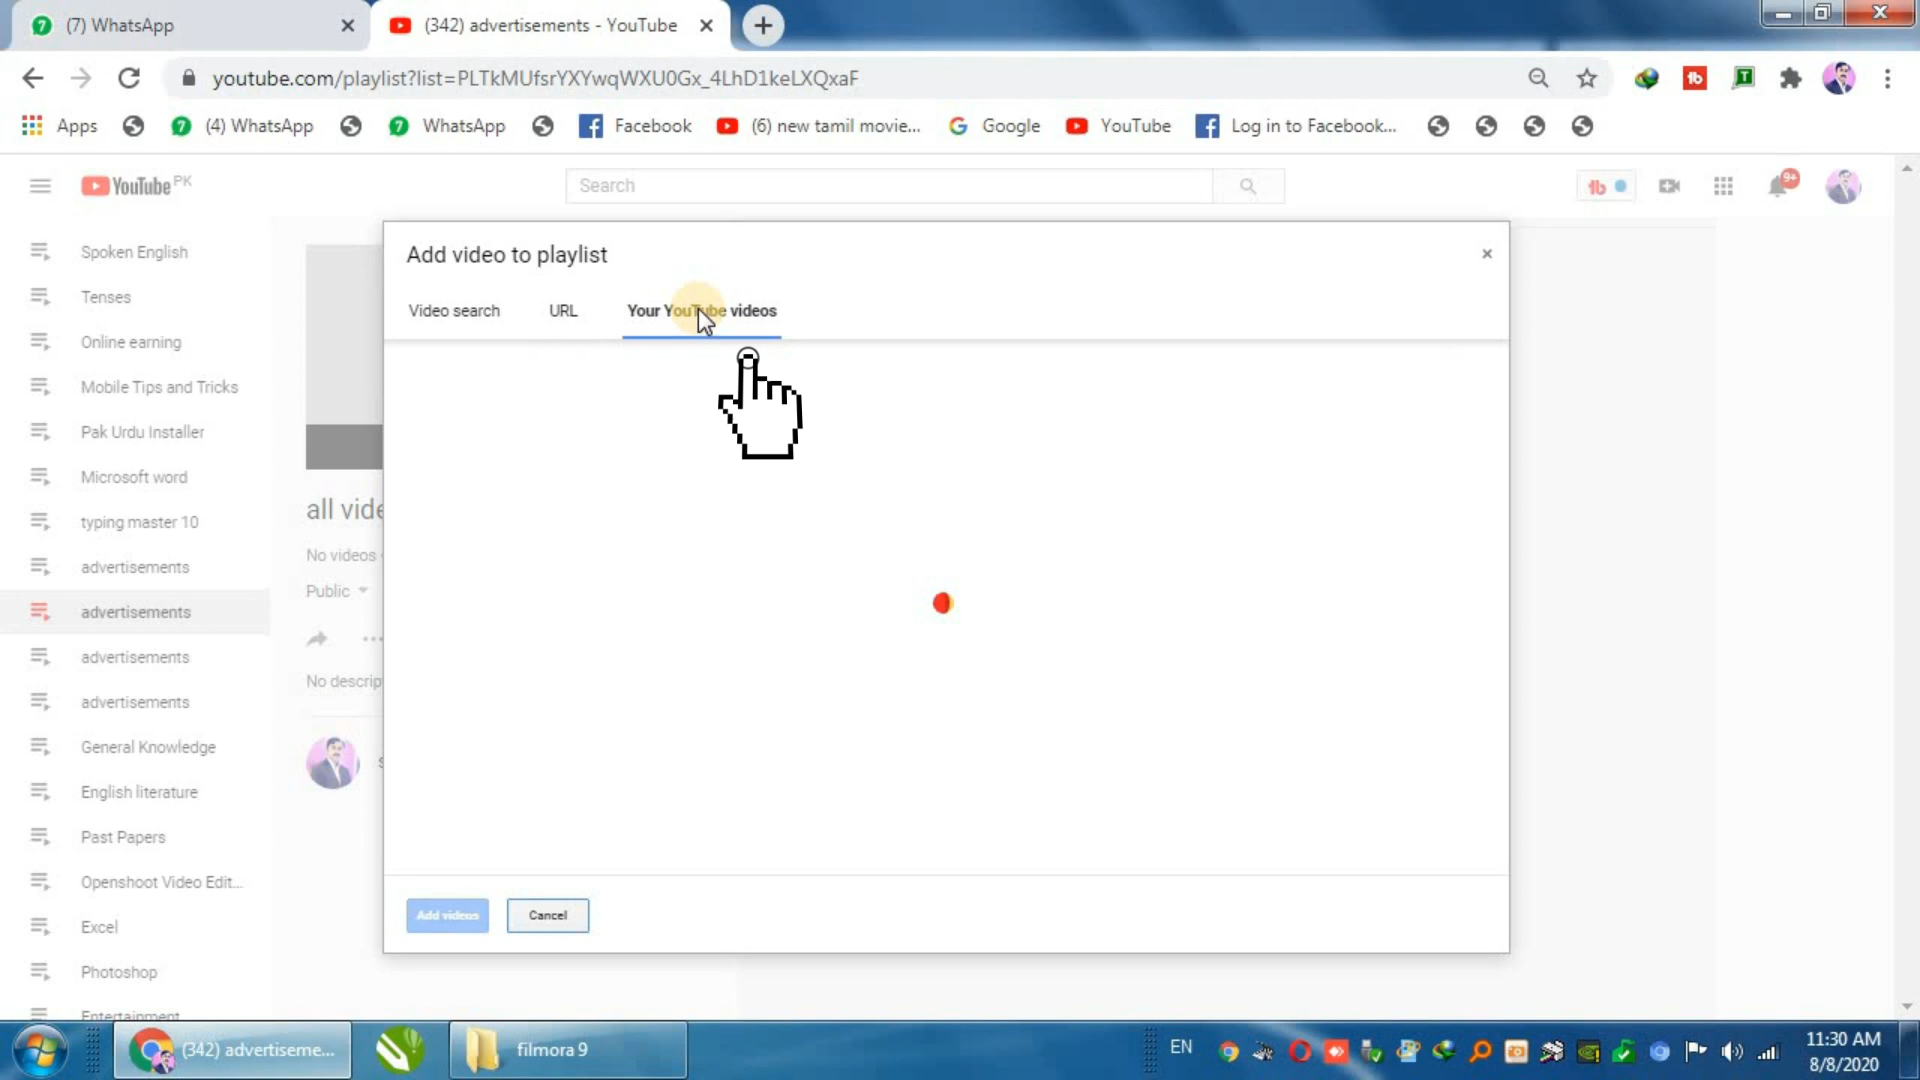 (7) WhatsApp
(342) advertisements - YouTube
youtube.com/playlist?list=PLTkMUfsrYXYwqWXU0Gx_4LhD1keLXQxaF
Apps
(4) WhatsApp
WhatsApp
Facebook
(6) new tamil movie...
Google
YouTube
Log in to Facebook...
YouTube PK
Search
9+
Spoken English
Tenses
Online earning
Mobile Tips and Tricks
Pak Urdu Installer
Microsoft word
typing master 10
advertisements
advertisements
advertisements
advertisements
General Knowledge
English literature
Past Papers
Openshoot Video Edit...
Excel
Photoshop
Entertainment
all vide
No videos
Public
No descrip
Add video to playlist
Video search
URL
Your YouTube videos
Add videos
Cancel
(342) advertiseme...
filmora 9
EN
11:30 AM
8/8/2020